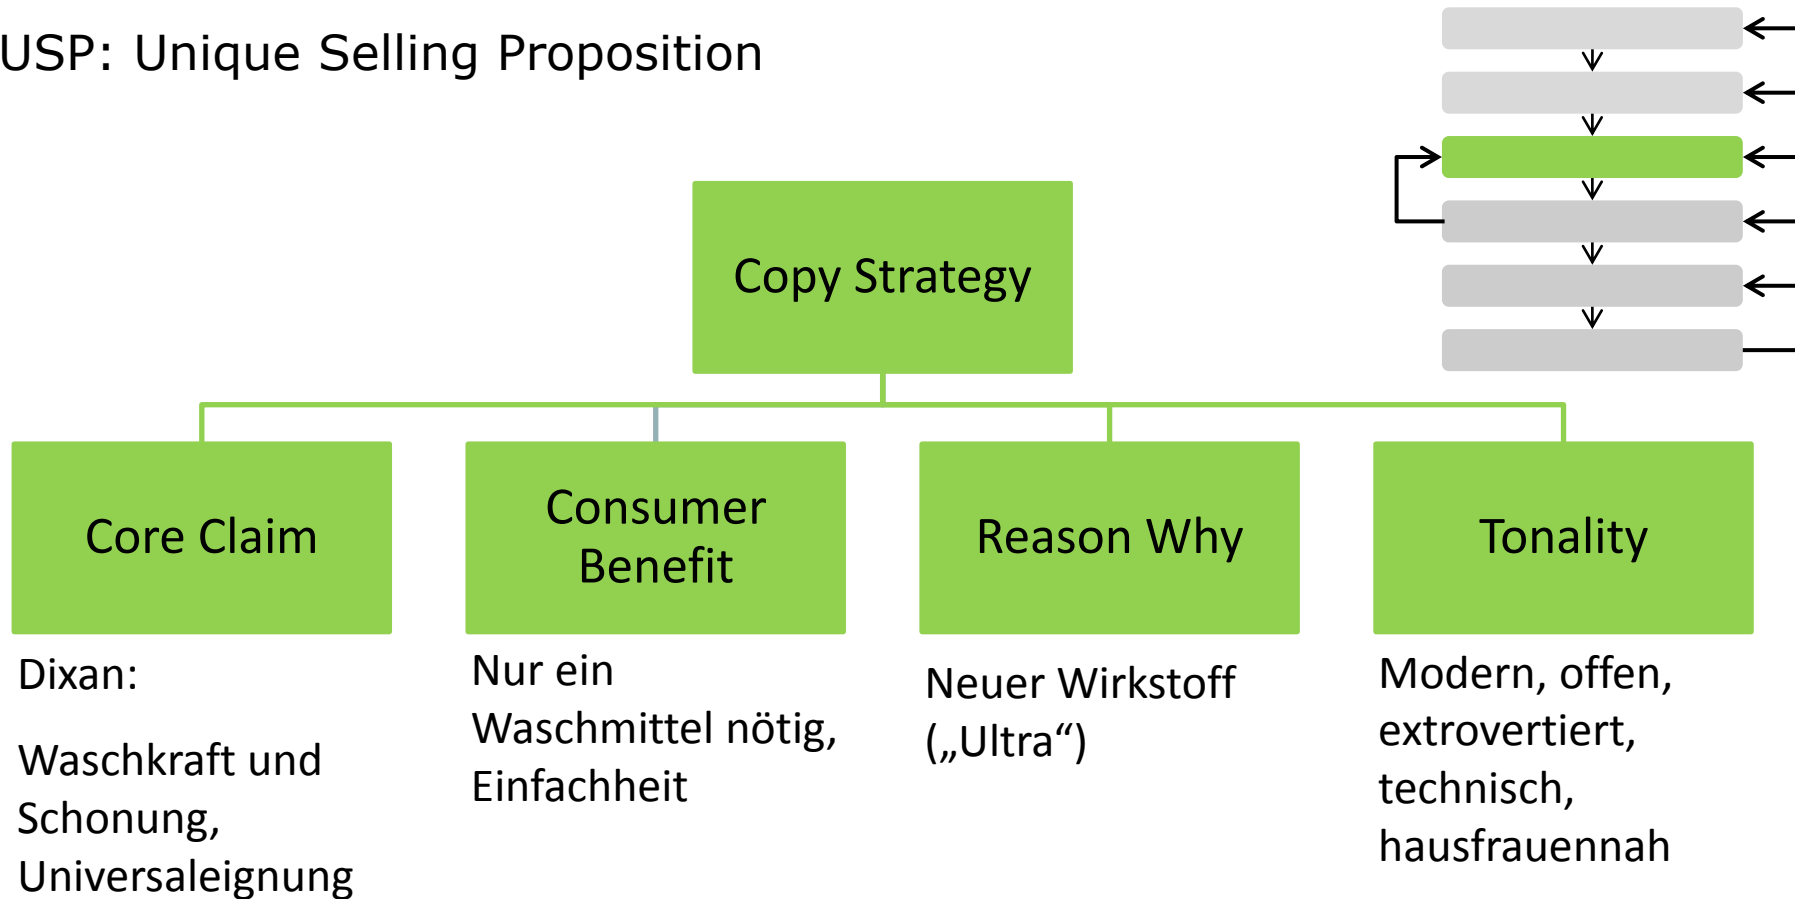 USP: Unique Selling Proposition
Copy Strategy
Core Claim
Consumer
Benefit
Reason Why
Tonality
Dixan:
Waschkraft und
Schonung,
Universaleignung
Nur ein
Waschmittel nötig,
Einfachheit
Neuer Wirkstoff
(„Ultra“)
Modern, offen,
extrovertiert,
technisch,
hausfrauennah